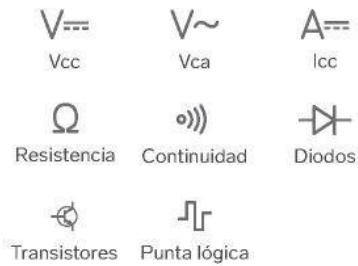 V⎓ V~ A⎓
Vcc Vca Icc
Ω
Resistencia Continuidad Diodos
Transistores Punta lógica